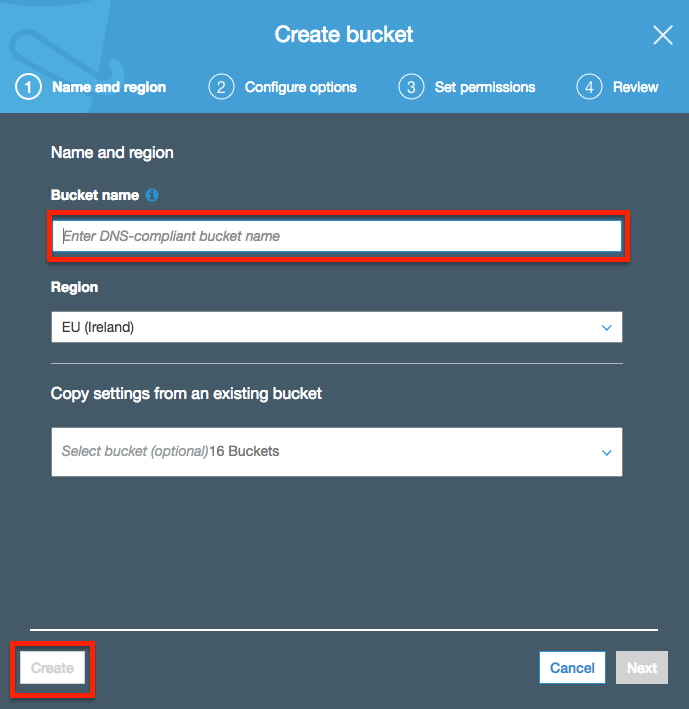 Create bucket
1 Name and region 2 Configure options 3 Set permissions 4 Review
Name and region
Bucket name
Enter DNS-compliant bucket name
Region
EU (Ireland)
Copy settings from an existing bucket
Select bucket (optional)16 Buckets
Create Cancel Next